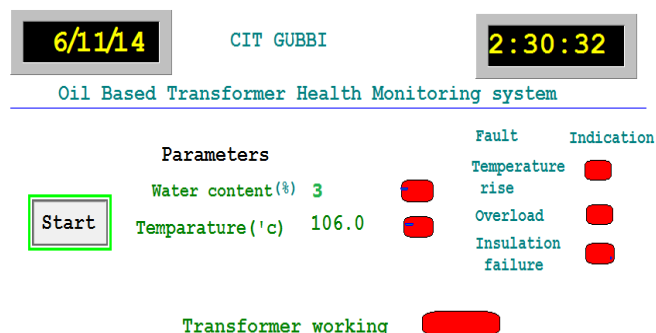 6/11/14
CIT GUBBI
2:30:32
Oil Based Transformer Health Monitoring system
Fault Indication
Parameters
Temperature
rise
Water content(%) 3
Start
Temparature('c) 106.0
Overload
Insulation
failure
Transformer working